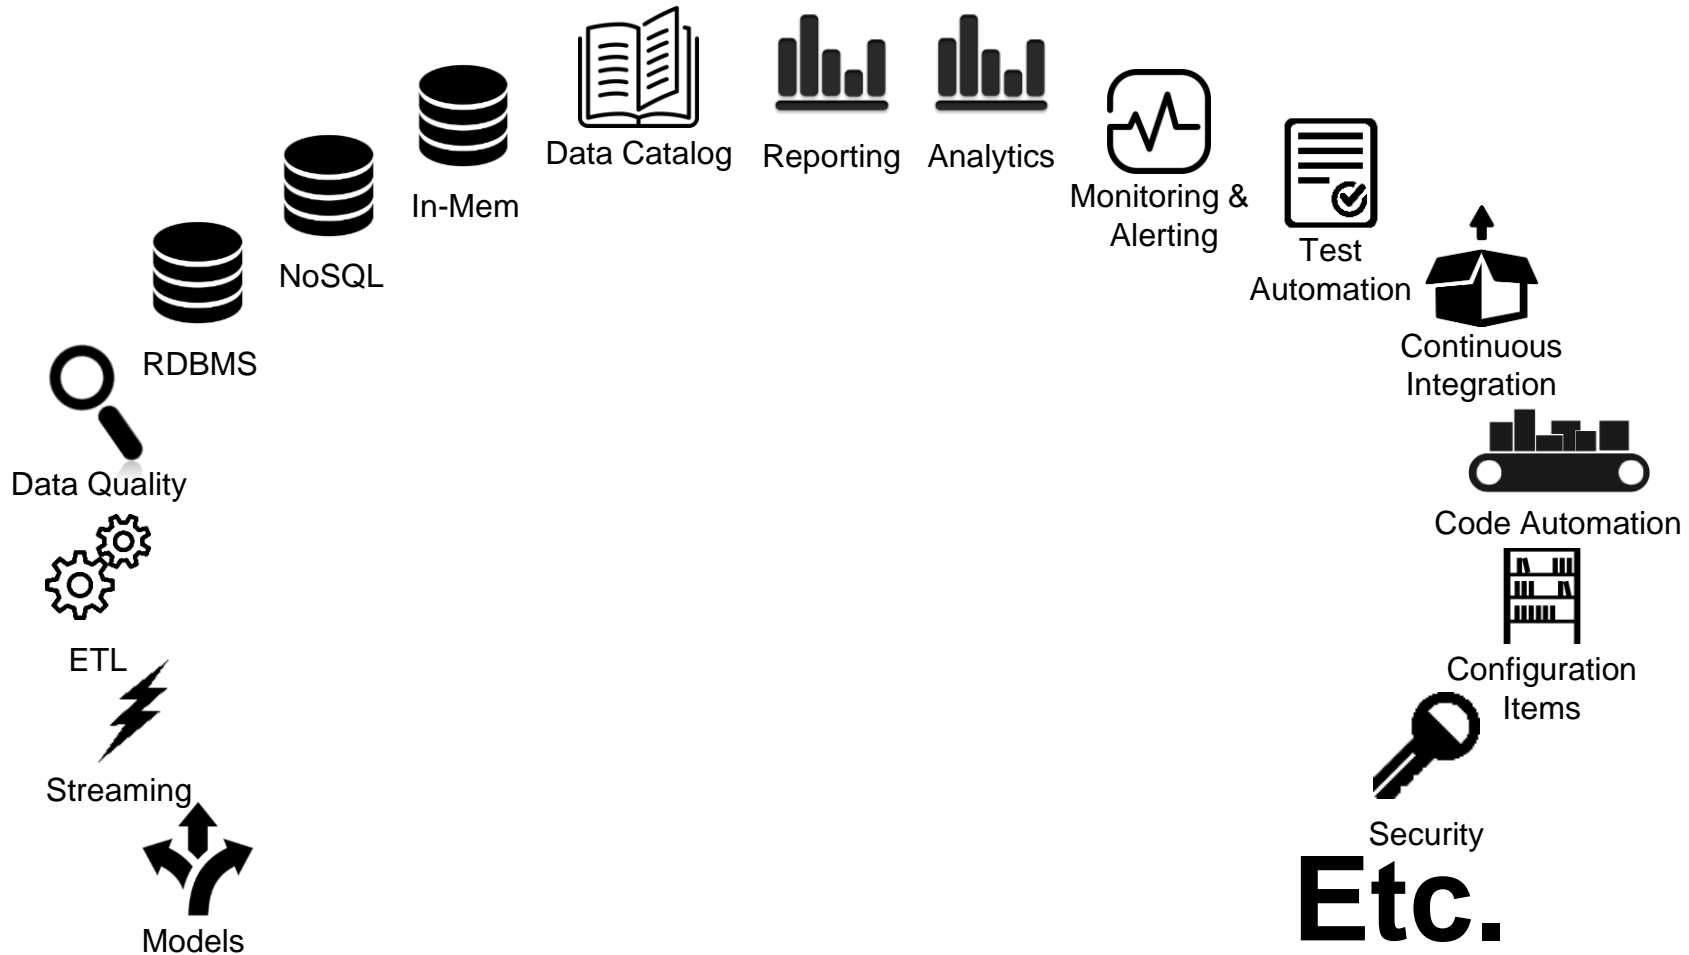 Data Catalog
Reporting
Analytics
In-Mem
Monitoring &
Alerting
NoSQL
Test
Automation
RDBMS
Continuous
Integration
Data Quality
Code Automation
ETL
Configuration
Items
Streaming
Security
Etc.
Models